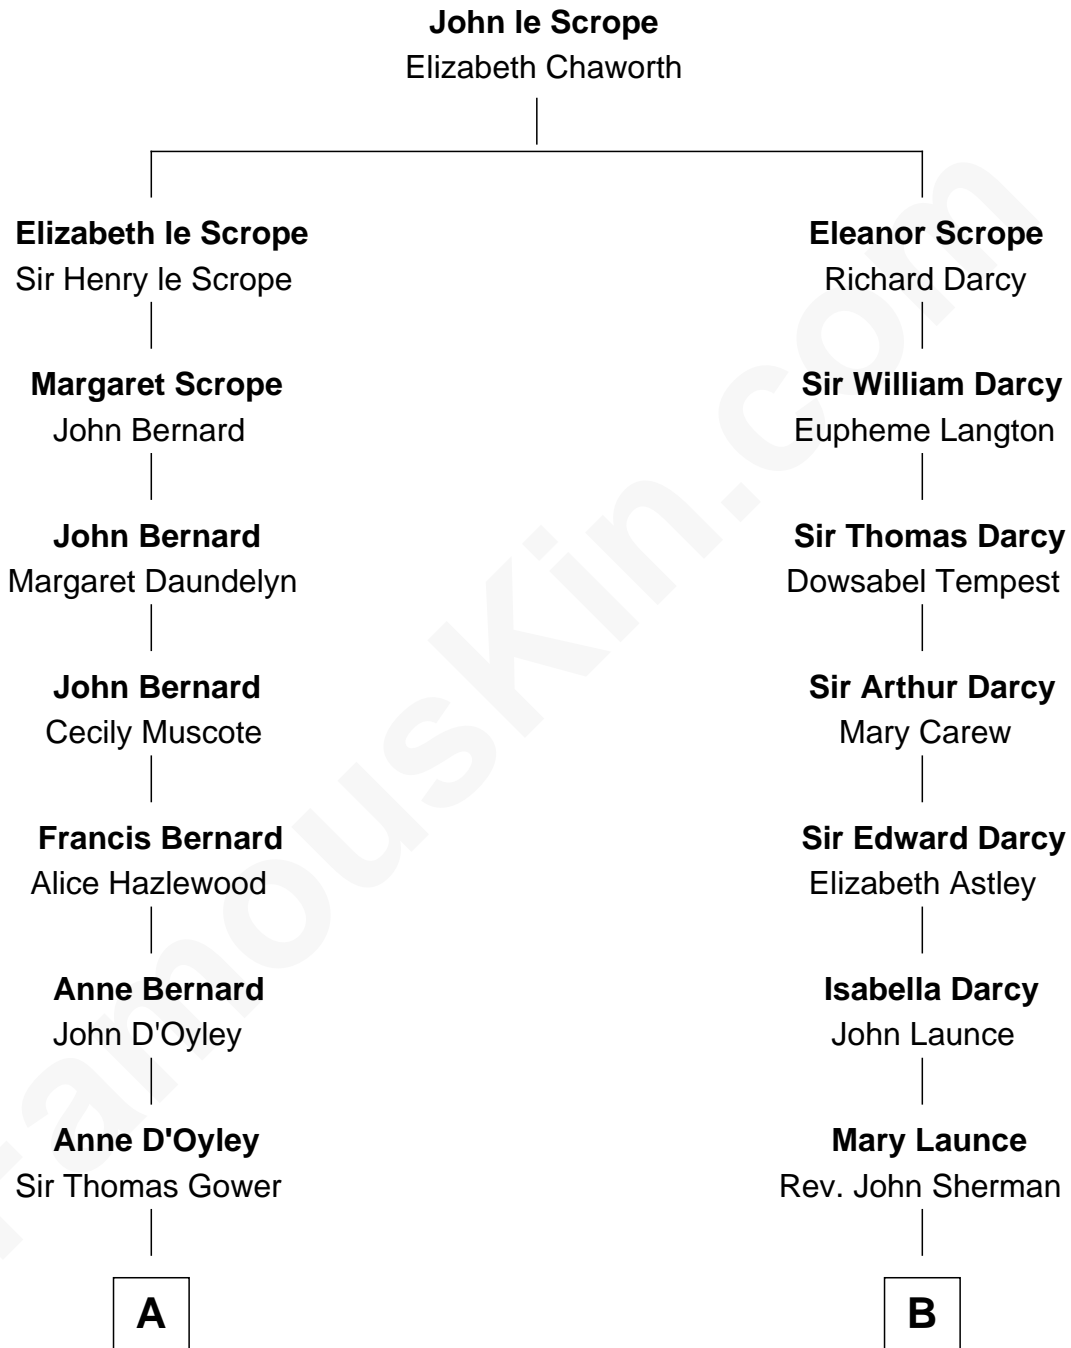 John le Scrope
Elizabeth Chaworth
Elizabeth le Scrope
Sir Henry le Scrope
Margaret Scrope
John Bernard
John Bernard
Margaret Daundelyn
John Bernard
Cecily Muscote
Francis Bernard
Alice Hazlewood
Anne Bernard
John D'Oyley
Anne D'Oyley
Sir Thomas Gower
A
Eleanor Scrope
Richard Darcy
Sir William Darcy
Eupheme Langton
Sir Thomas Darcy
Dowsabel Tempest
Sir Arthur Darcy
Mary Carew
Sir Edward Darcy
Elizabeth Astley
Isabella Darcy
John Launce
Mary Launce
Rev. John Sherman
B
FamousKin.com